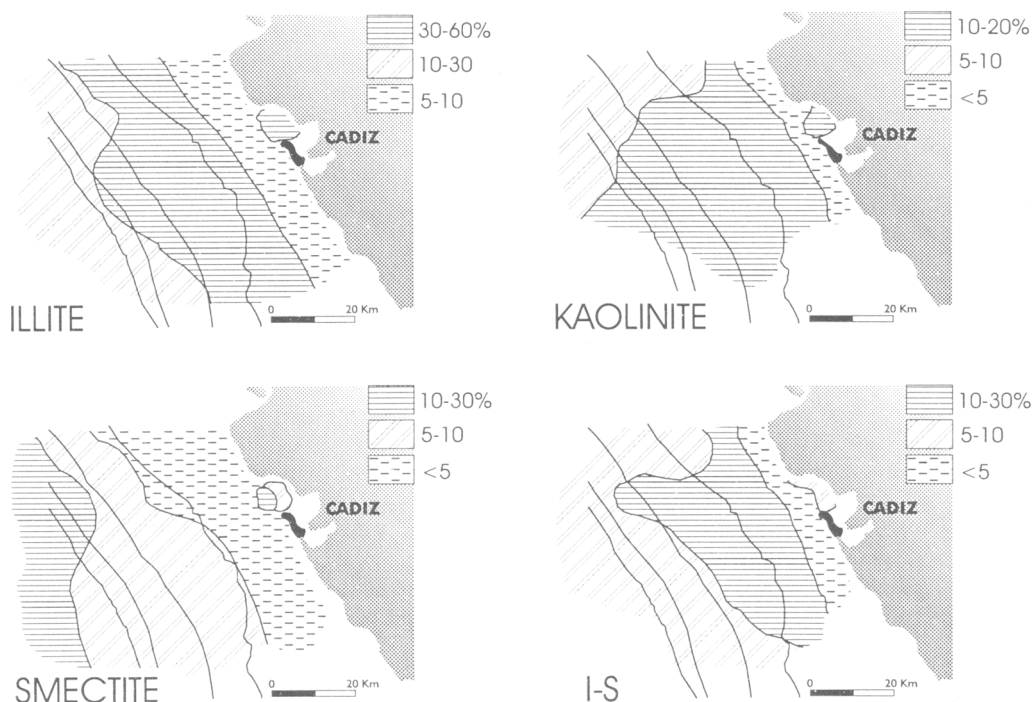 30-60%
10-30
5-10
CADIZ
0 20 Km
ILLITE
10-20%
5-10
<5
CADIZ
0 20 Km
KAOLINITE
10-30%
5-10
<5
CADIZ
0 20 Km
SMECTITE
10-30%
5-10
<5
CADIZ
0 20 Km
I-S